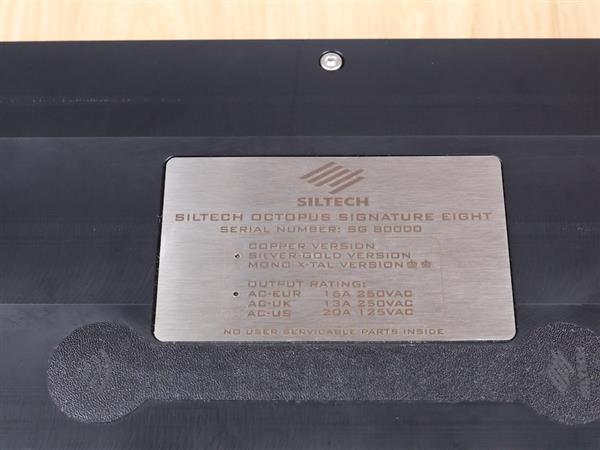 SILTECH
SILTECH OCTOPUS SIGNATURE EIGHT
SERIAL NUMBER: SG 80000
COPPER VERSION
SILVER-GOLD VERSION
MONO X-TAL VERSION
OUTPUT RATING:
AC-EUR 16A 250VAC
AC-UK 13A 250VAC
AC-US 20A 125VAC
NO USER SERVICABLE PARTS INSIDE